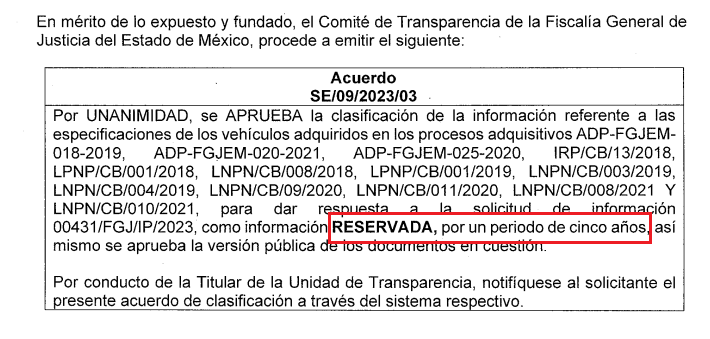 En mérito de lo expuesto y fundado, el Comité de Transparencia de la Fiscalía General de
Justicia del Estado de México, procede a emitir el siguiente:
Acuerdo
SE/09/2023/03
Por UNANIMIDAD, se APRUEBA la clasificación de la información referente a las
especificaciones de los vehículos adquiridos en los procesos adquisitivos ADP-FGJEM-
018-2019, ADP-FGJEM-020-2021, ADP-FGJEM-025-2020, IRP/CB/13/2018,
LPNP/CB/001/2018, LNPN/CB/008/2018, LPNP/CB/001/2019, LNPN/CB/003/2019,
LNPN/CB/004/2019, LNPN/CB/09/2020, LNPN/CB/011/2020, LNPN/CB/008/2021 Y
LNPN/CB/010/2021, para dar respuesta a la solicitud de información
00431/FGJ/IP/2023, como información RESERVADA, por un periodo de cinco años, así
mismo se aprueba la versión pública de los documentos en cuestión.
Por conducto de la Titular de la Unidad de Transparencia, notifíquese al solicitante el
presente acuerdo de clasificación a través del sistema respectivo.